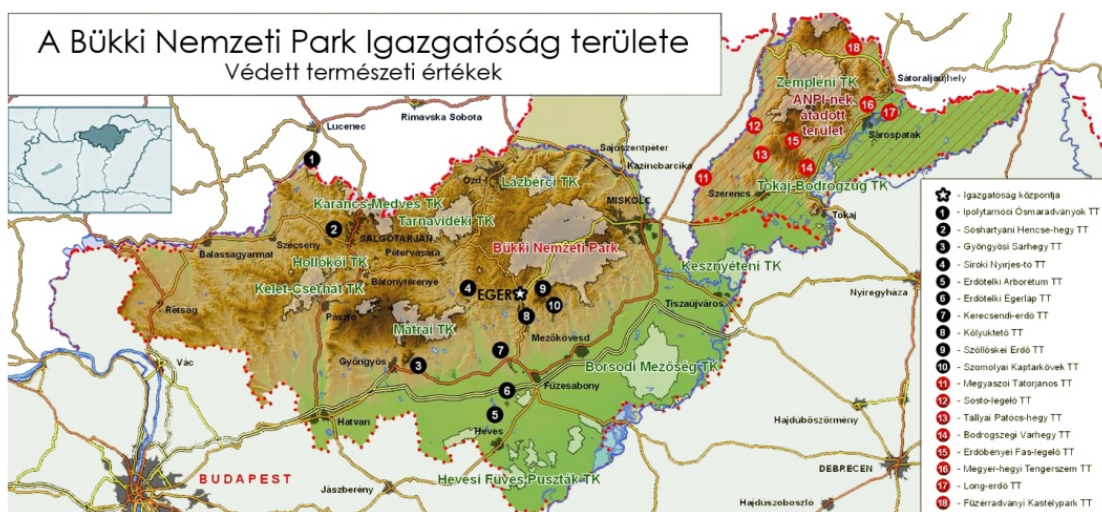 A Bükki Nemzeti Park Igazgatóság területe
Védett természeti értékek
Lucenec
Rimavska Sobota
Zempléni TK
Sátoraljaújhely
ANPI-nek
átadott
terület
Sárospatak
Sajószentpéter
Kazincbarcika
Ózd
Lázbérci TK
Karancs-Medves TK
Tarnavidéki TK
Szerencs
Tokaj-Bodrogzug TK
MISKOLC
Tokaj
SALGÓTARJÁN
Szécsény
Balassagyarmat
Pétervására
Bükki Nemzeti Park
Hollókői TK
Kesznyéteni TK
Bátonyterenye
Kelet-Cserhát TK
EGER
Nyíregyháza
Tiszaújváros
Rétság
Pásztó
Mátrai TK
Mezőkövesd
Vác
Gyöngyös
Borsodi Mezőség TK
Füzesabony
Hatvan
Heves
Hajdúböszörmény
Hevesi Füves Puszták TK
BUDAPEST
Jászberény
DEBRECEN
Hajdúszoboszló
- Igazgatóság központja
1 - Ipolytarnóci Ősmaradványok TT
2 - Sóshartyáni Hencse-hegy TT
3 - Gyöngyösi Sárhegy TT
4 - Siroki Nyírjes-tó TT
5 - Erdőtelki Arborétum TT
6 - Erdőtelki Égerláp TT
7 - Kerecsendi-erdő TT
8 - Kölyuktető TT
9 - Szőllőskei Erdő TT
10 - Szomolyai Kaptárkövek TT
11 - Megyaszói Tátorjános TT
12 - Sóstó-legelő TT
13 - Tállyai Patócs-hegy TT
14 - Bodrogszegi Várhegy TT
15 - Erdőbényei Fás-legelő TT
16 - Megyer-hegyi Tengerszem TT
17 - Long-erdő TT
18 - Füzérradványi Kastélypark TT